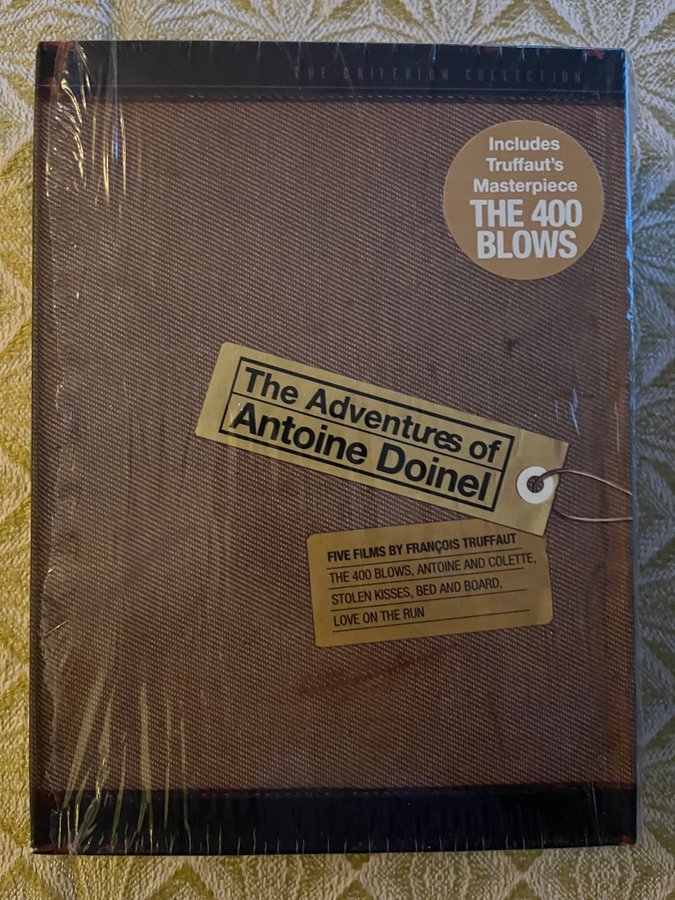 THE CRITERION COLLECTION
Includes
Truffaut's
Masterpiece
THE 400
BLOWS
The Adventures of
Antoine Doinel
FIVE FILMS BY FRANÇOIS TRUFFAUT
THE 400 BLOWS, ANTOINE AND COLETTE,
STOLEN KISSES, BED AND BOARD,
LOVE ON THE RUN